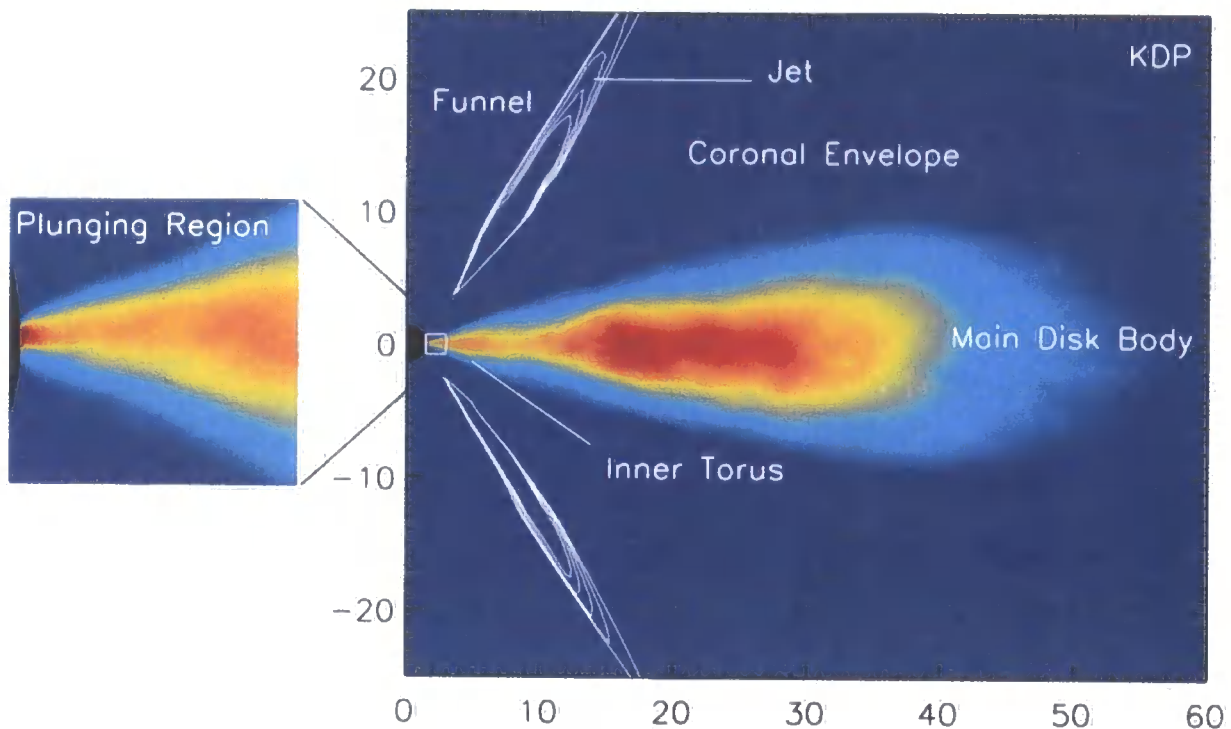 KDP
Jet
Funnel
Coronal Envelope
Plunging Region
Main Disk Body
Inner Torus
20
10
0
−10
−20
0
10
20
30
40
50
60